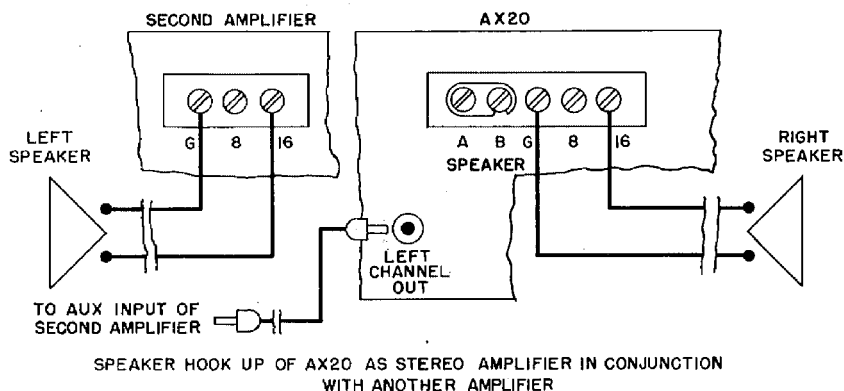 SECOND AMPLIFIER
AX20
G 8 16
A B G 8 16
SPEAKER
LEFT
SPEAKER
RIGHT
SPEAKER
LEFT
CHANNEL
OUT
TO AUX INPUT OF
SECOND AMPLIFIER
SPEAKER HOOK UP OF AX20 AS STEREO AMPLIFIER IN CONJUNCTION
WITH ANOTHER AMPLIFIER